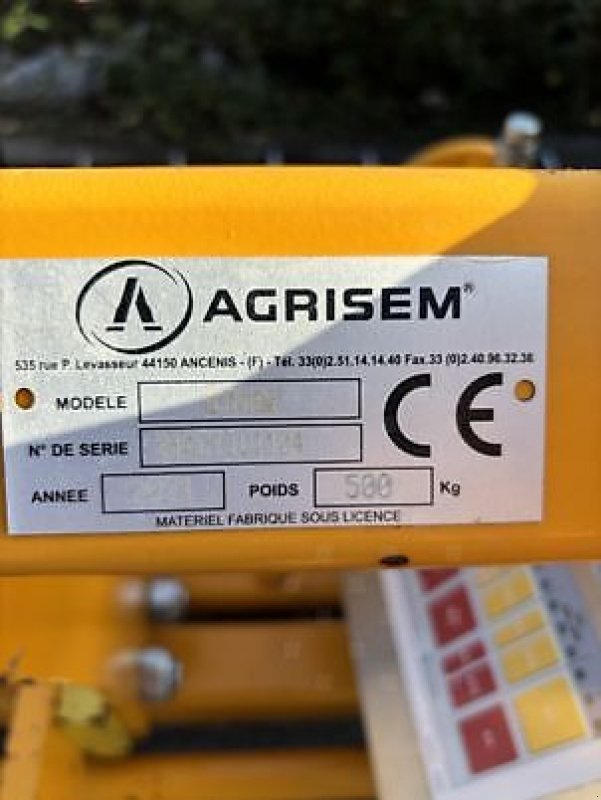 AGRISEM®
535 rue P. Levasseur 44150 ANCENIS - (F) - Tél. 33(0)2.51.14.14.40 Fax.33 (0)2.40.96.32.36
MODELE
CE
N° DE SERIE
ANNEE POIDS 500 Kg
MATERIEL FABRIQUE SOUS LICENCE